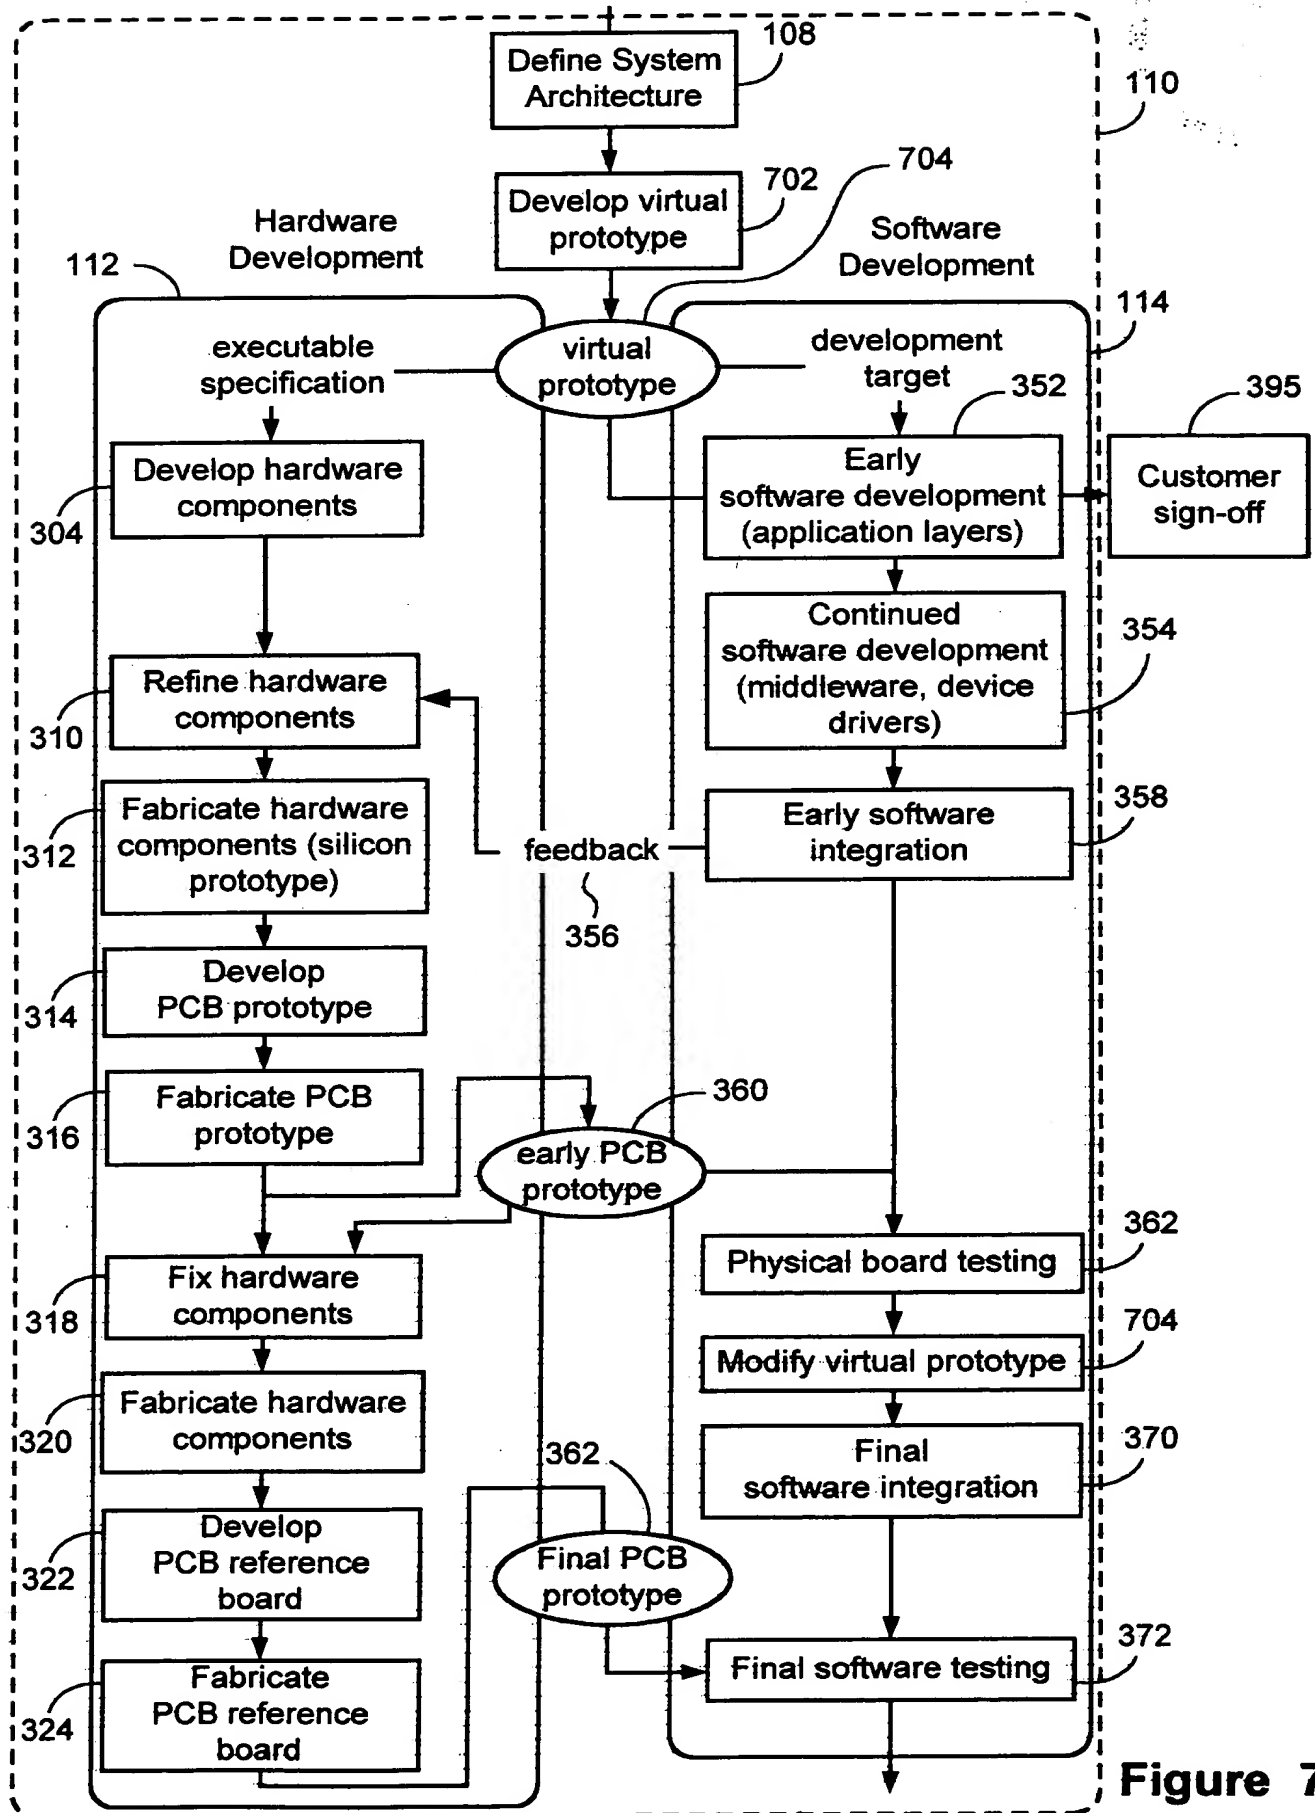 108
Define System
Architecture
110
704
702
Develop virtual
prototype
Hardware
Development
Software
Development
112
114
executable
specification
virtual
prototype
development
target
352
395
Develop hardware
components
304
Early
software development
(application layers)
Customer
sign-off
Continued
software development
(middleware, device
drivers)
354
Refine hardware
components
310
Fabricate hardware
components (silicon
prototype)
312
feedback
356
Early software
integration
358
Develop
PCB prototype
314
Fabricate PCB
prototype
316
360
early PCB
prototype
362
Physical board testing
Fix hardware
components
318
704
Modify virtual prototype
Fabricate hardware
components
320
370
Final
software integration
362
Develop
PCB reference
board
322
Final PCB
prototype
372
Final software testing
Fabricate
PCB reference
board
324
Figure 7